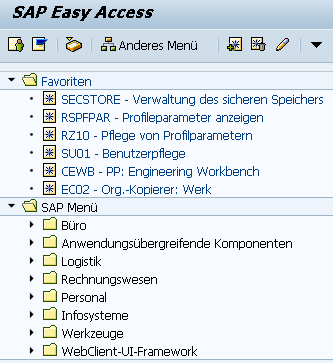 SAP Easy Access
Anderes Menü
Favoriten
SECSTORE - Verwaltung des sicheren Speichers
RSPFPAR - Profileparameter anzeigen
RZ10 - Pflege von Profilparametern
SU01 - Benutzerpflege
CEWB - PP: Engineering Workbench
EC02 - Org.-Kopierer: Werk
SAP Menü
Büro
Anwendungsübergreifende Komponenten
Logistik
Rechnungswesen
Personal
Infosysteme
Werkzeuge
WebClient-UI-Framework